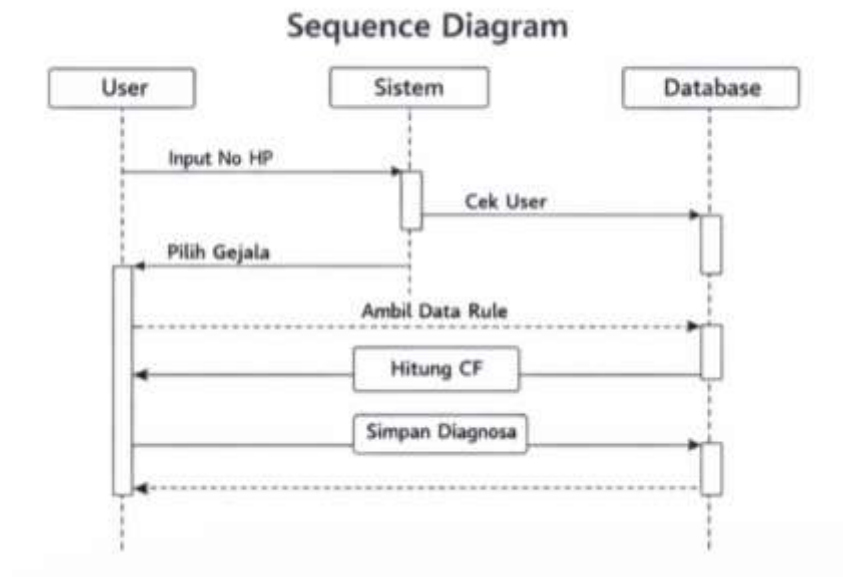 Sequence Diagram
User
Sistem
Database
Input No HP
Cek User
Pilih Gejala
Ambil Data Rule
Hitung CF
Simpan Diagnosa